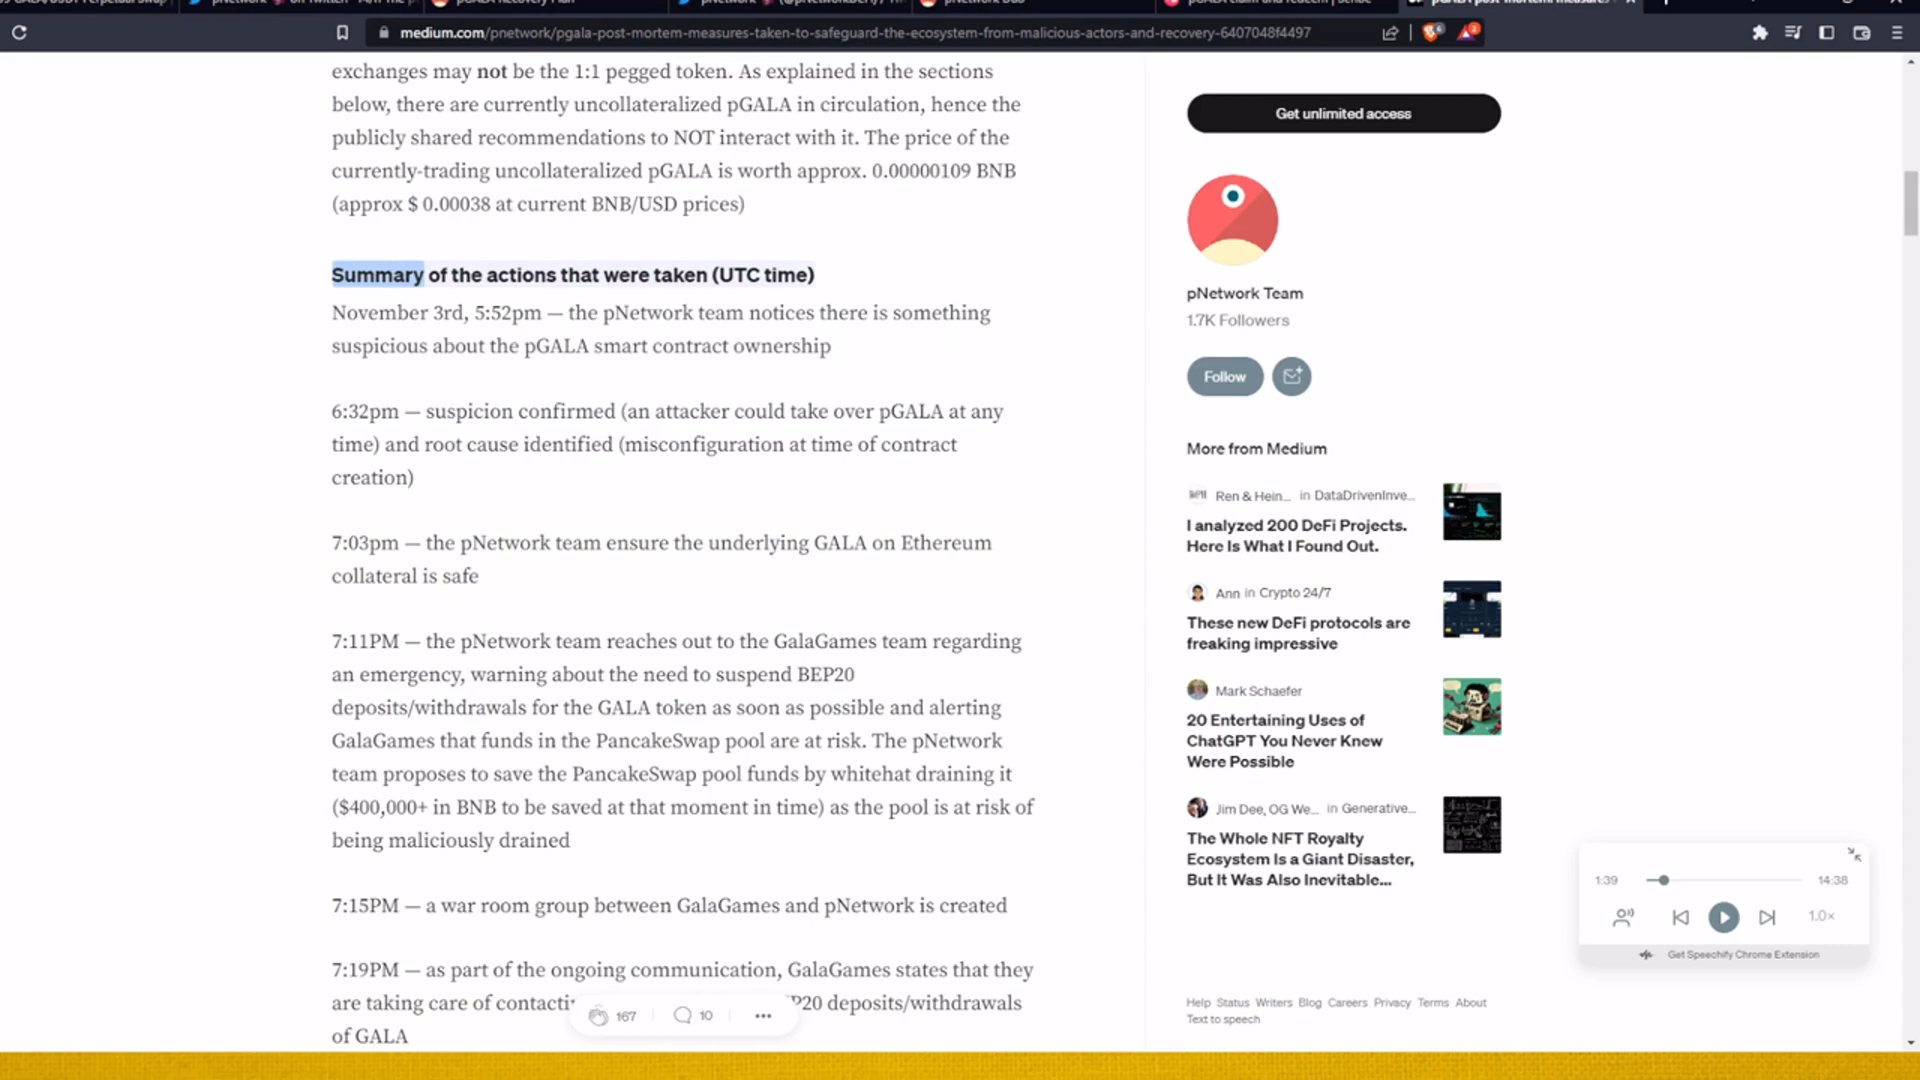 pNetwork
on Twitter
pGALA Recovery Plan
pNetwork
pGALA claim and redeem
pGALA post-mortem: measures
medium.com/pnetwork/pgala-post-mortem-measures-taken-to-safeguard-the-ecosystem-from-malicious-actors-and-recovery-6407048f4497
exchanges may not be the 1:1 pegged token. As explained in the sections
below, there are currently uncollateralized pGALA in circulation, hence the
publicly shared recommendations to NOT interact with it. The price of the
currently-trading uncollateralized pGALA is worth approx. 0.00000109 BNB
(approx $ 0.00038 at current BNB/USD prices)
Summary of the actions that were taken (UTC time)
November 3rd, 5:52pm — the pNetwork team notices there is something
suspicious about the pGALA smart contract ownership
6:32pm — suspicion confirmed (an attacker could take over pGALA at any
time) and root cause identified (misconfiguration at time of contract
creation)
7:03pm — the pNetwork team ensure the underlying GALA on Ethereum
collateral is safe
7:11PM — the pNetwork team reaches out to the GalaGames team regarding
an emergency, warning about the need to suspend BEP20
deposits/withdrawals for the GALA token as soon as possible and alerting
GalaGames that funds in the PancakeSwap pool are at risk. The pNetwork
team proposes to save the PancakeSwap pool funds by whitehat draining it
($400,000+ in BNB to be saved at that moment in time) as the pool is at risk of
being maliciously drained
7:15PM — a war room group between GalaGames and pNetwork is created
7:19PM — as part of the ongoing communication, GalaGames states that they
are taking care of contacti P20 deposits/withdrawals
of GALA
167
10
Get unlimited access
pNetwork Team
1.7K Followers
Follow
More from Medium
Ren & Hein... in DataDrivenInve...
I analyzed 200 DeFi Projects.
Here Is What I Found Out.
Ann in Crypto 24/7
These new DeFi protocols are
freaking impressive
Mark Schaefer
20 Entertaining Uses of
ChatGPT You Never Knew
Were Possible
Jim Dee, OG We... in Generative...
The Whole NFT Royalty
Ecosystem Is a Giant Disaster,
But It Was Also Inevitable...
Help Status Writers Blog Careers Privacy Terms About
Text to speech
1:39
14:38
1.0×
Get Speechify Chrome Extension